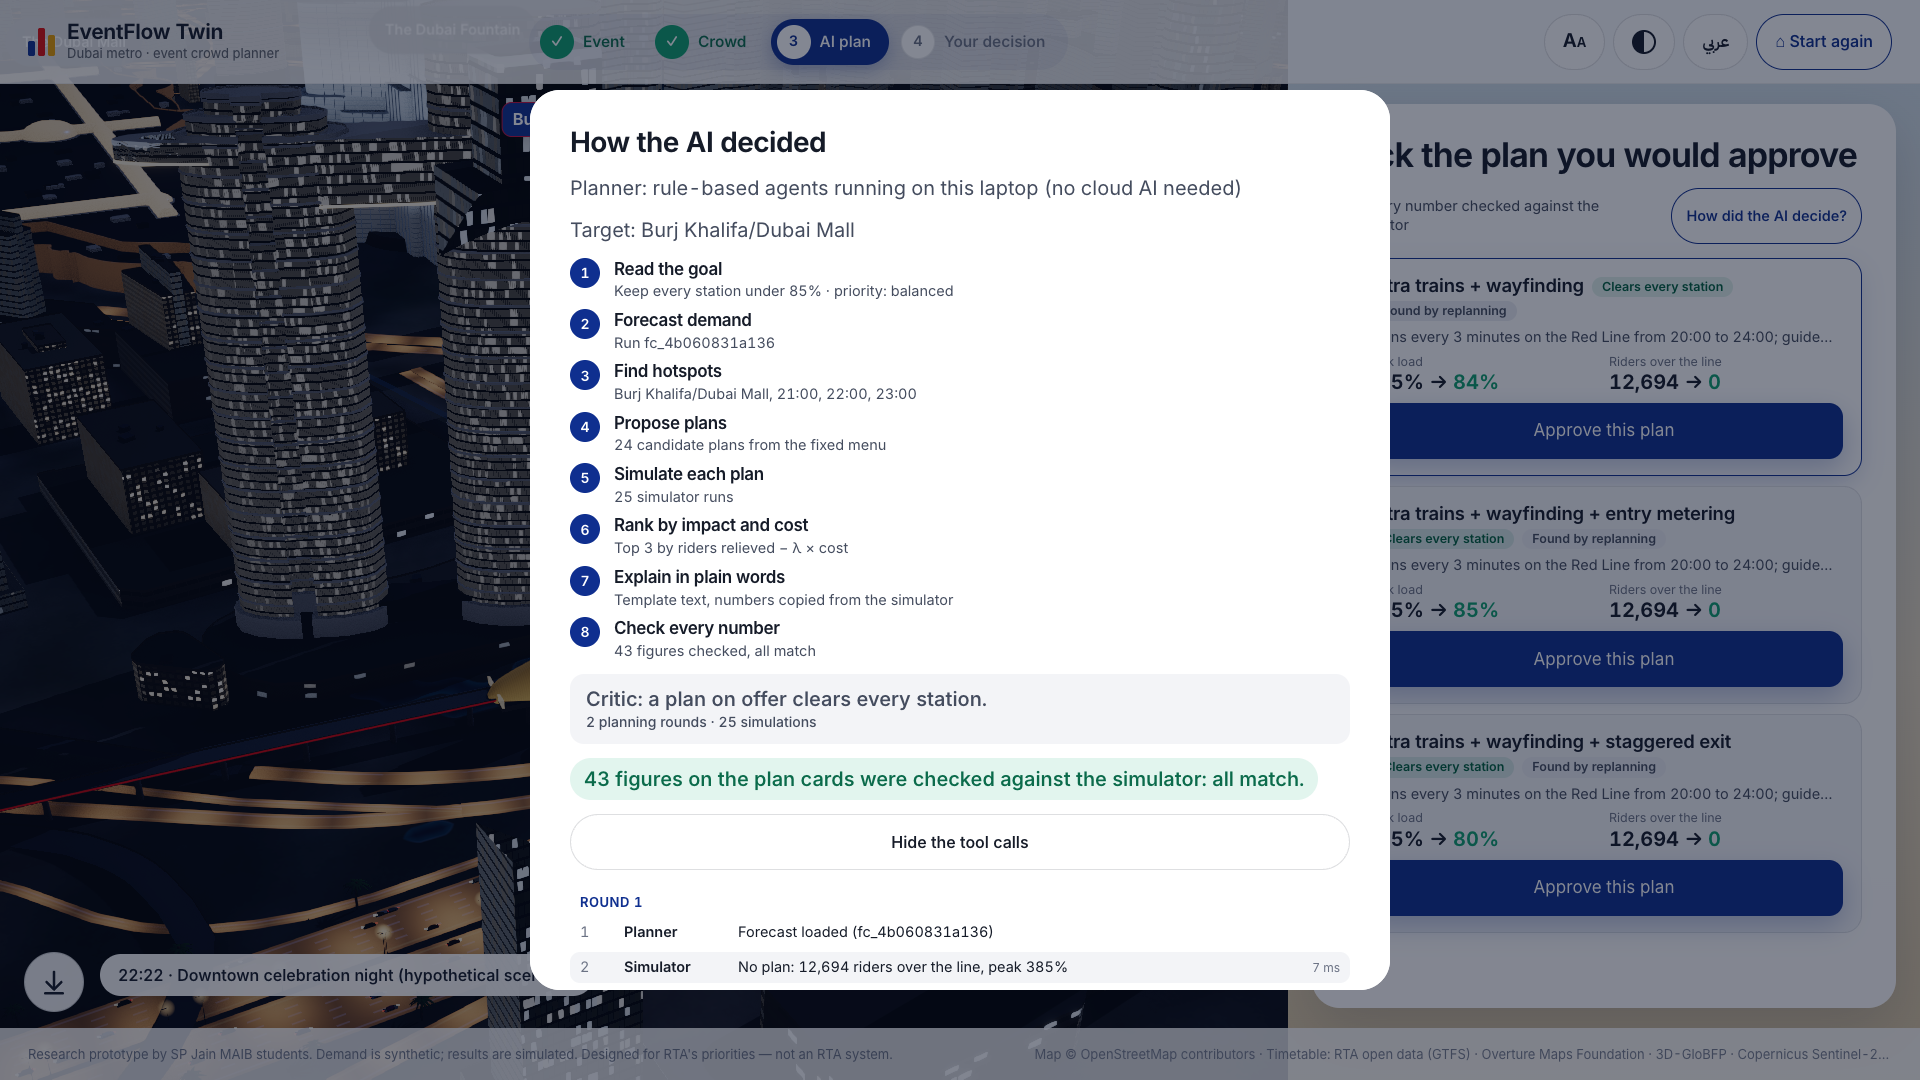 EventFlow Twin
Dubai metro · event crowd planner
The Dubai Fountain
Event
Crowd
3 AI plan
4 Your decision
AA
عربي
⌂ Start again
How the AI decided
Planner: rule-based agents running on this laptop (no cloud AI needed)
Target: Burj Khalifa/Dubai Mall
1 Read the goal
Keep every station under 85% · priority: balanced
2 Forecast demand
Run fc_4b060831a136
3 Find hotspots
Burj Khalifa/Dubai Mall, 21:00, 22:00, 23:00
4 Propose plans
24 candidate plans from the fixed menu
5 Simulate each plan
25 simulator runs
6 Rank by impact and cost
Top 3 by riders relieved − λ × cost
7 Explain in plain words
Template text, numbers copied from the simulator
8 Check every number
43 figures checked, all match
Critic: a plan on offer clears every station.
2 planning rounds · 25 simulations
43 figures on the plan cards were checked against the simulator: all match.
Hide the tool calls
ROUND 1
1 Planner Forecast loaded (fc_4b060831a136)
2 Simulator No plan: 12,694 riders over the line, peak 385% 7 ms
the plan you would approve
number checked against the
How did the AI decide?
trains + wayfinding Clears every station
by replanning
every 3 minutes on the Red Line from 20:00 to 24:00; guide...
load Riders over the line
5% → 84% 12,694 → 0
Approve this plan
trains + wayfinding + entry metering
Clears every station Found by replanning
every 3 minutes on the Red Line from 20:00 to 24:00; guide...
load Riders over the line
5% → 85% 12,694 → 0
Approve this plan
trains + wayfinding + staggered exit
Clears every station Found by replanning
every 3 minutes on the Red Line from 20:00 to 24:00; guide...
load Riders over the line
5% → 80% 12,694 → 0
Approve this plan
22:22 · Downtown celebration night (hypothetical
Research prototype by SP Jain MAIB students. Demand is synthetic; results are simulated. Designed for RTA's priorities — not an RTA system.
Map © OpenStreetMap contributors · Timetable: RTA open data (GTFS) · Overture Maps Foundation · 3D-GloBFP · Copernicus Sentinel-2...